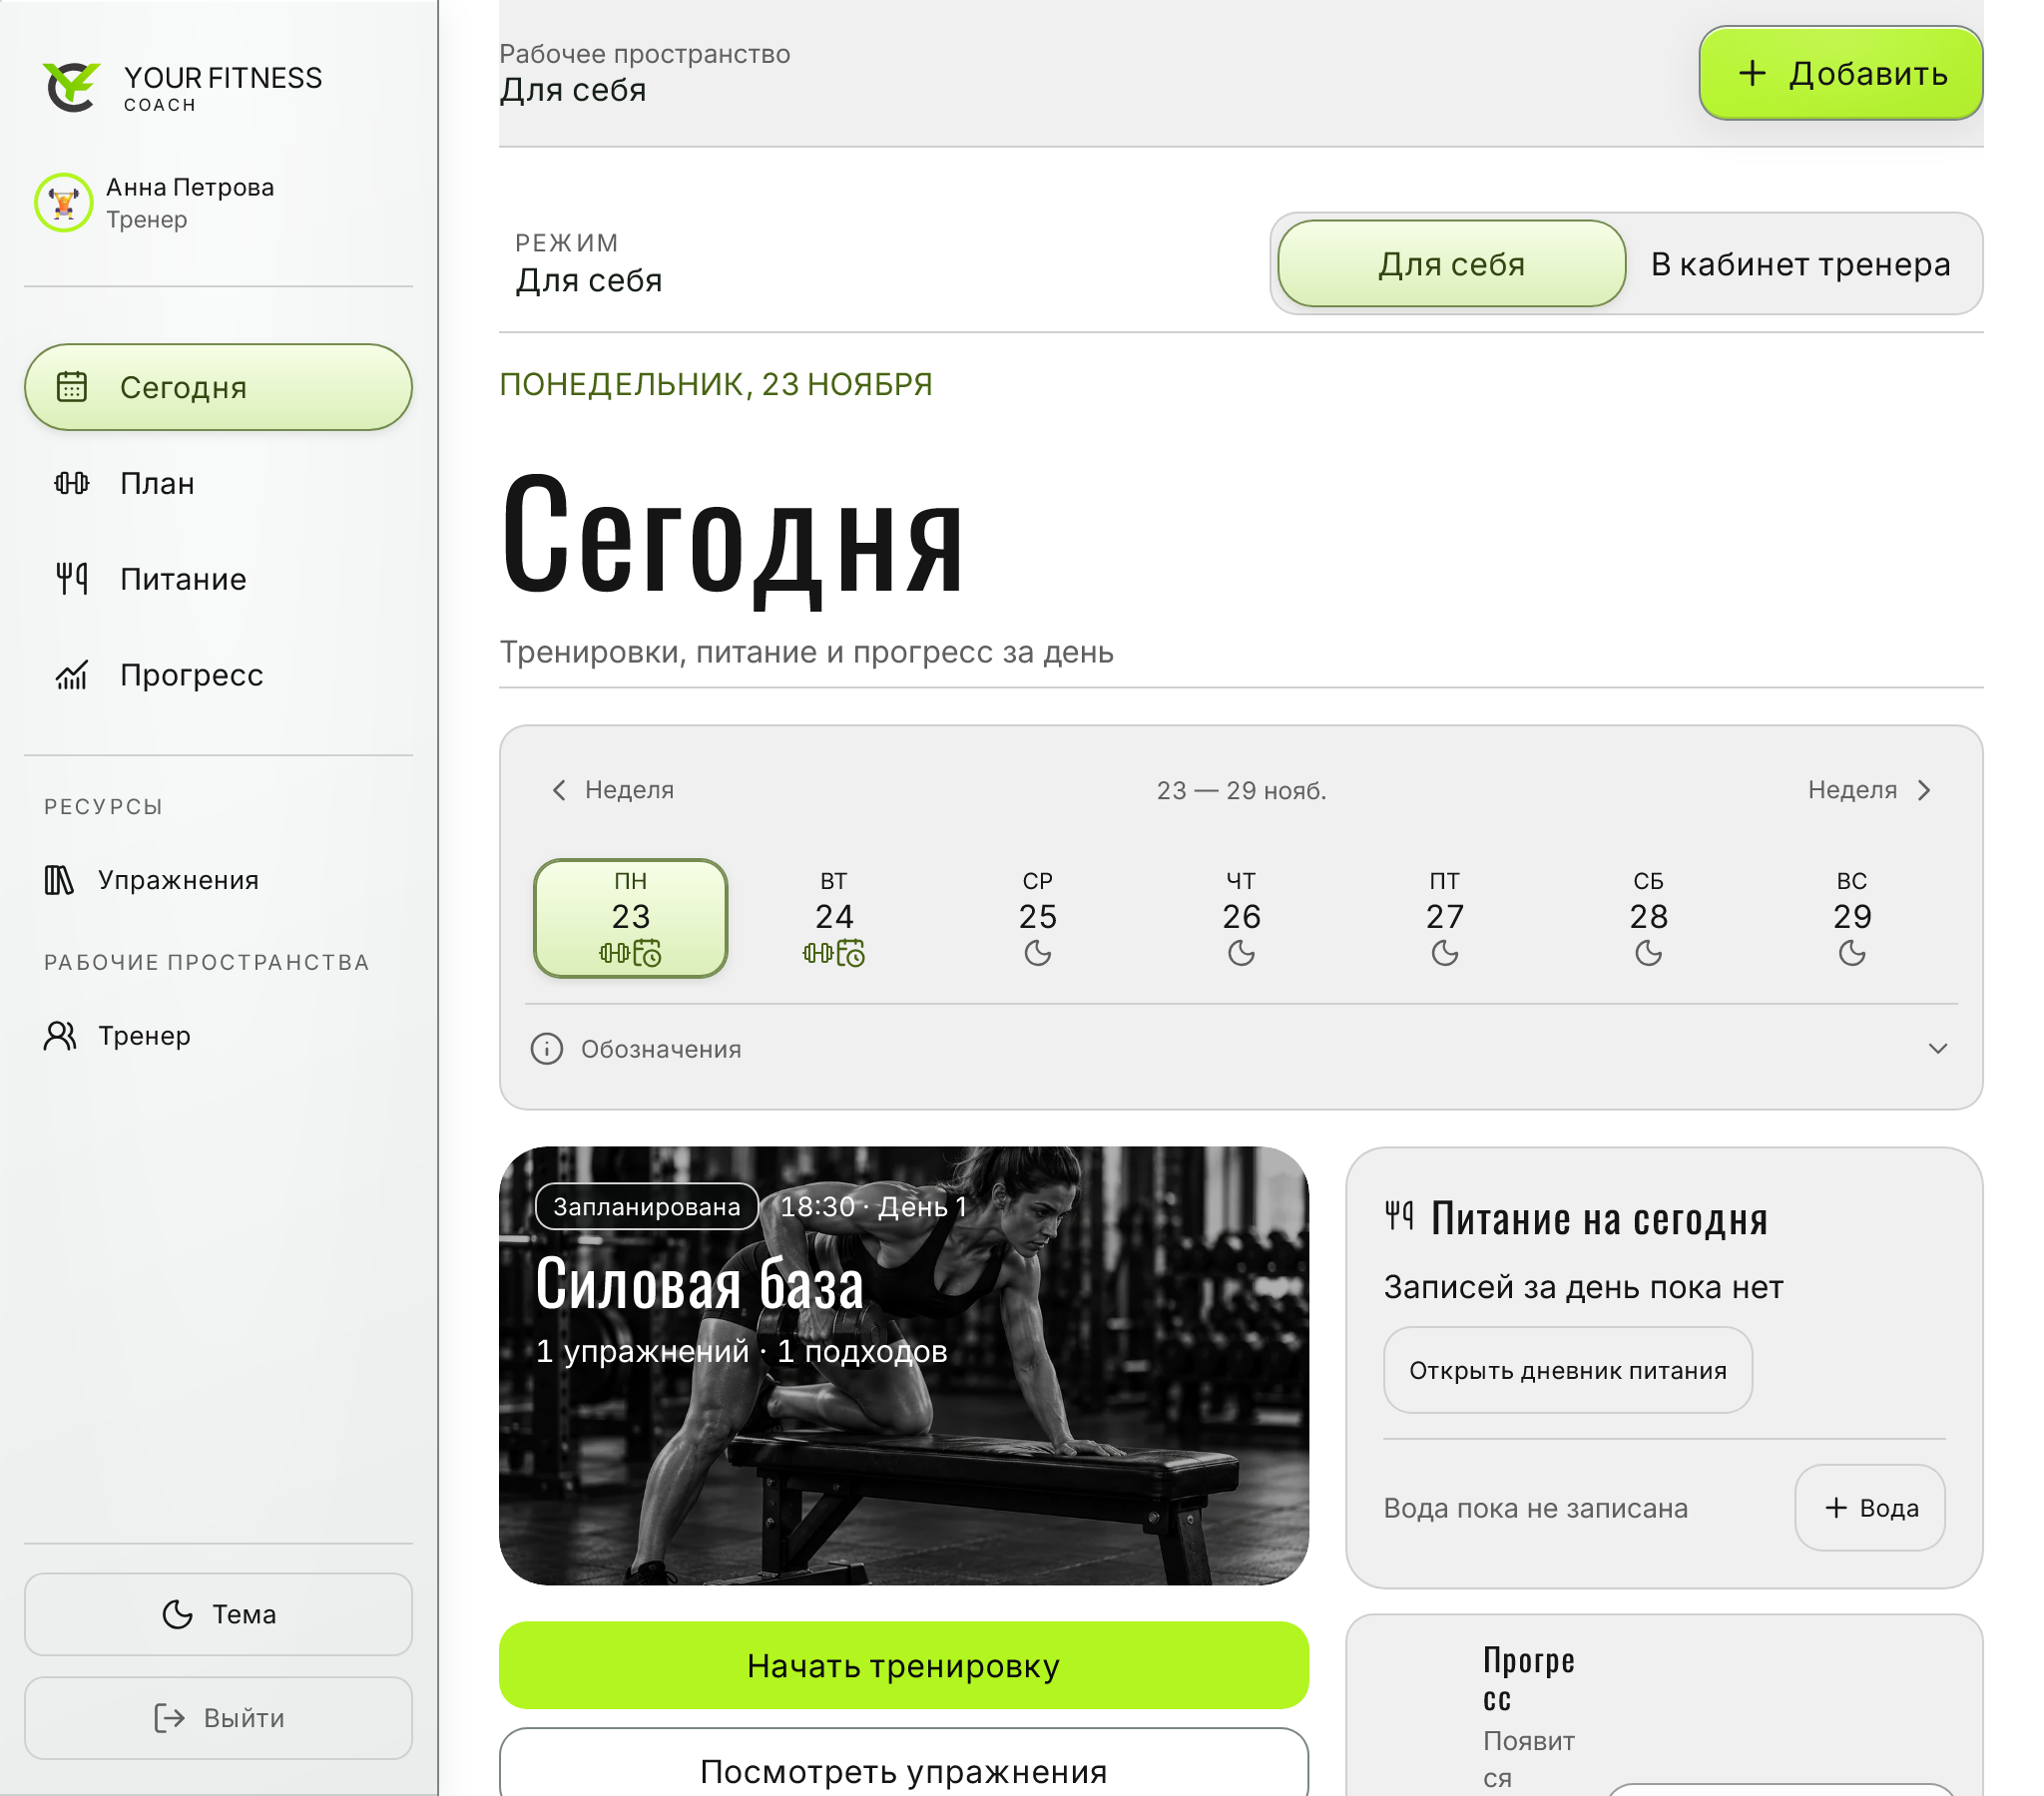 YOUR FITNESS
COACH
Анна Петрова
Тренер
Сегодня
План
Питание
Прогресс
РЕСУРСЫ
Упражнения
РАБОЧИЕ ПРОСТРАНСТВА
Тренер
Тема
Выйти
Рабочее пространство
Для себя
Добавить
РЕЖИМ
Для себя
Для себя
В кабинет тренера
ПОНЕДЕЛЬНИК, 23 НОЯБРЯ
Сегодня
Тренировки, питание и прогресс за день
Неделя
23 — 29 нояб.
Неделя
ПН
23
ВТ
24
СР
25
ЧТ
26
ПТ
27
СБ
28
ВС
29
Обозначения
Запланирована
18:30 · День 1
Силовая база
1 упражнений · 1 подходов
Начать тренировку
Посмотреть упражнения
Питание на сегодня
Записей за день пока нет
Открыть дневник питания
Вода пока не записана
Вода
Прогре
сс
Появит
ся